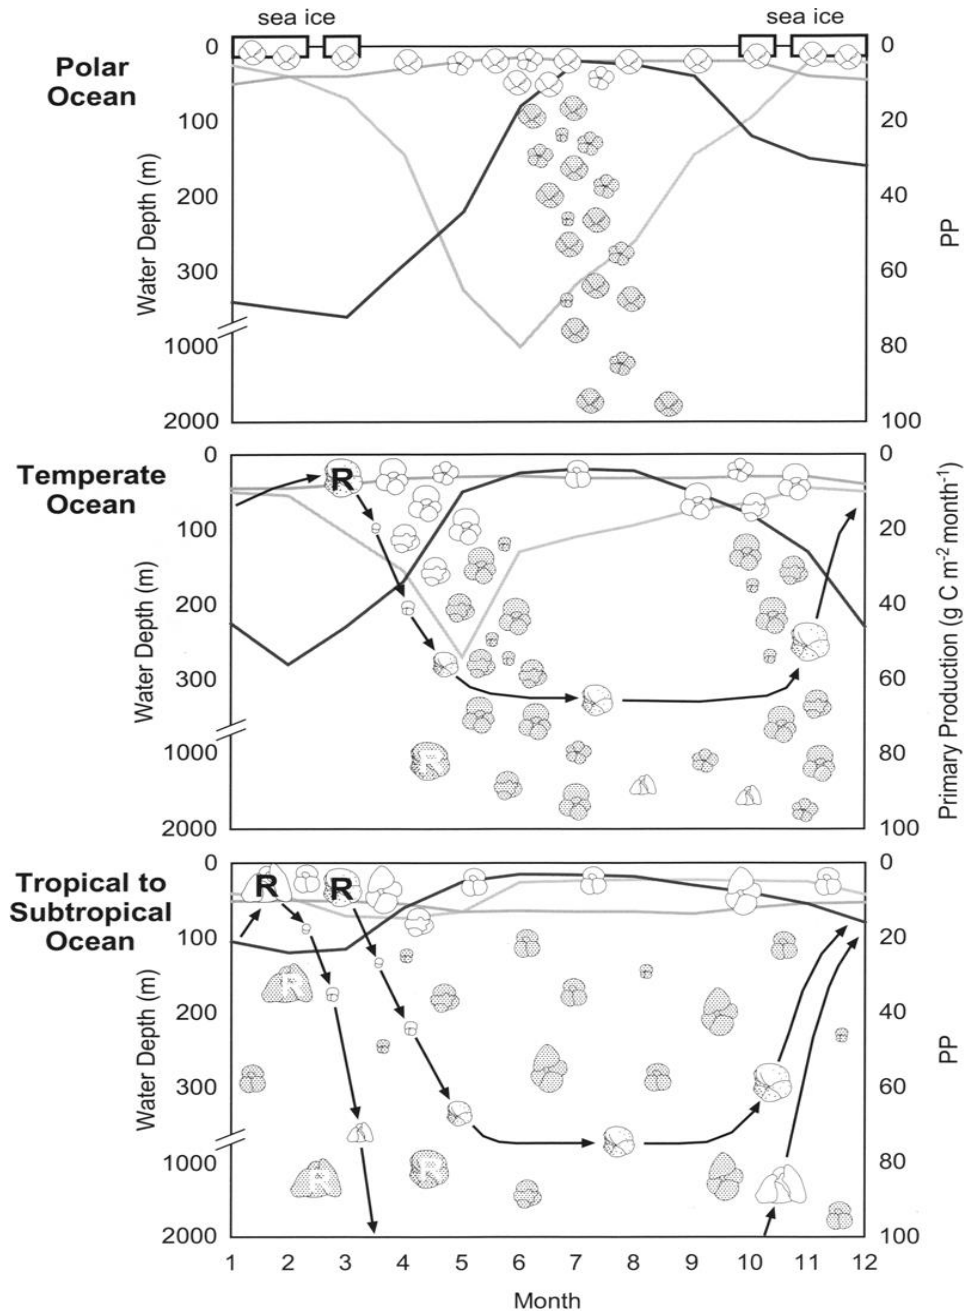 sea ice
sea ice
Polar
Ocean
Water Depth (m)
0
100
200
300
1000
2000
0
20
40
60
80
100
PP
Temperate
Ocean
Water Depth (m)
0
100
200
300
1000
2000
R
R
0
20
40
60
80
100
Primary Production (g C m⁻² month⁻¹)
Tropical to
Subtropical
Ocean
Water Depth (m)
0
100
200
300
1000
2000
R
R
R
R
R
0
20
40
60
80
100
PP
1 2 3 4 5 6 7 8 9 10 11 12
Month